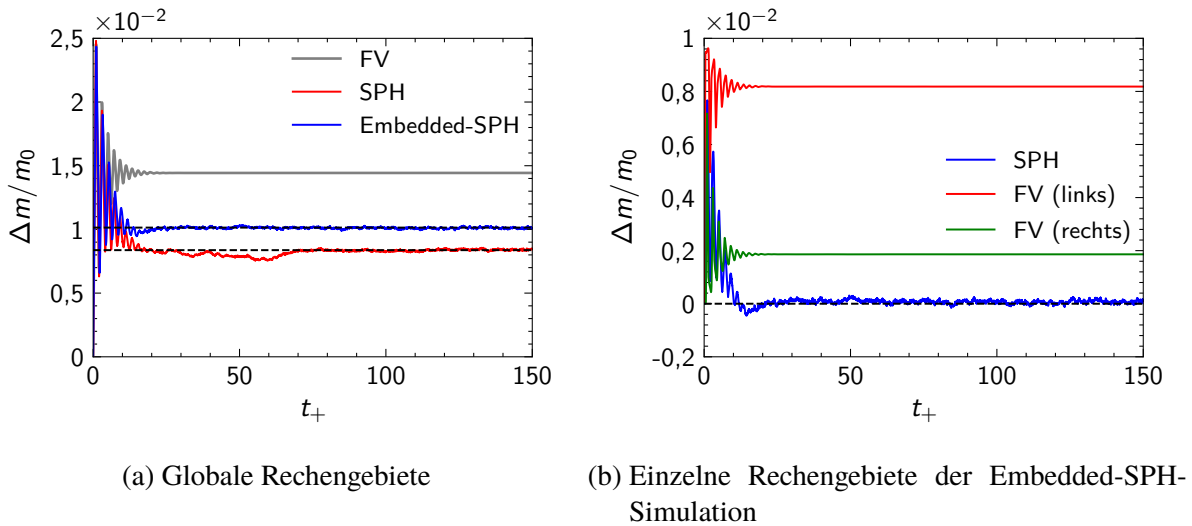 ×10⁻²
2.5
2
1.5
1
0.5
0
0
50
100
150
Δm/m₀
t₊
FV
SPH
Embedded-SPH
(a) Globale Rechengebiete
×10⁻²
1
0.8
0.6
0,4
0.2
0
-0,2
0
50
100
150
Δm/m₀
t₊
SPH
FV (links)
FV (rechts)
(b) Einzelne Rechengebiete der Embedded-SPH-
Simulation